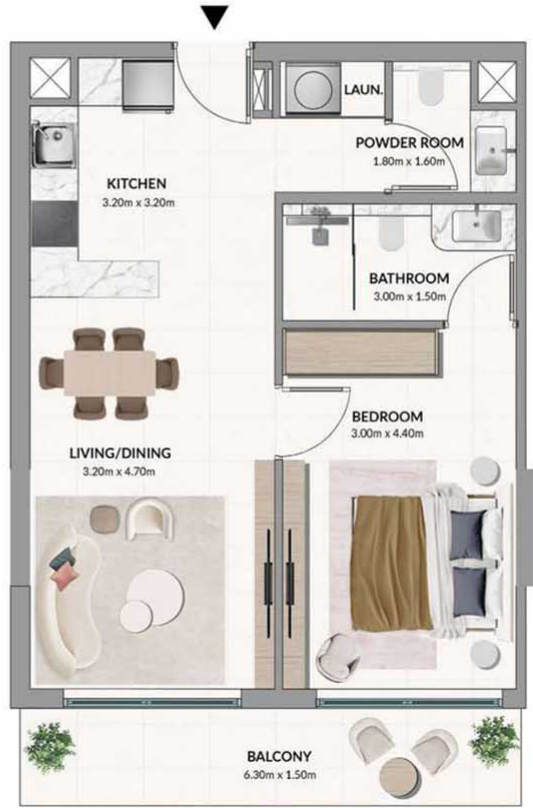 LAUN.
POWDER ROOM
1.80m x 1.60m
KITCHEN
3.20m x 3.20m
BATHROOM
3.00m x 1.50m
BEDROOM
3.00m x 4.40m
LIVING/DINING
3.20m x 4.70m
BALCONY
6.30m x 1.50m